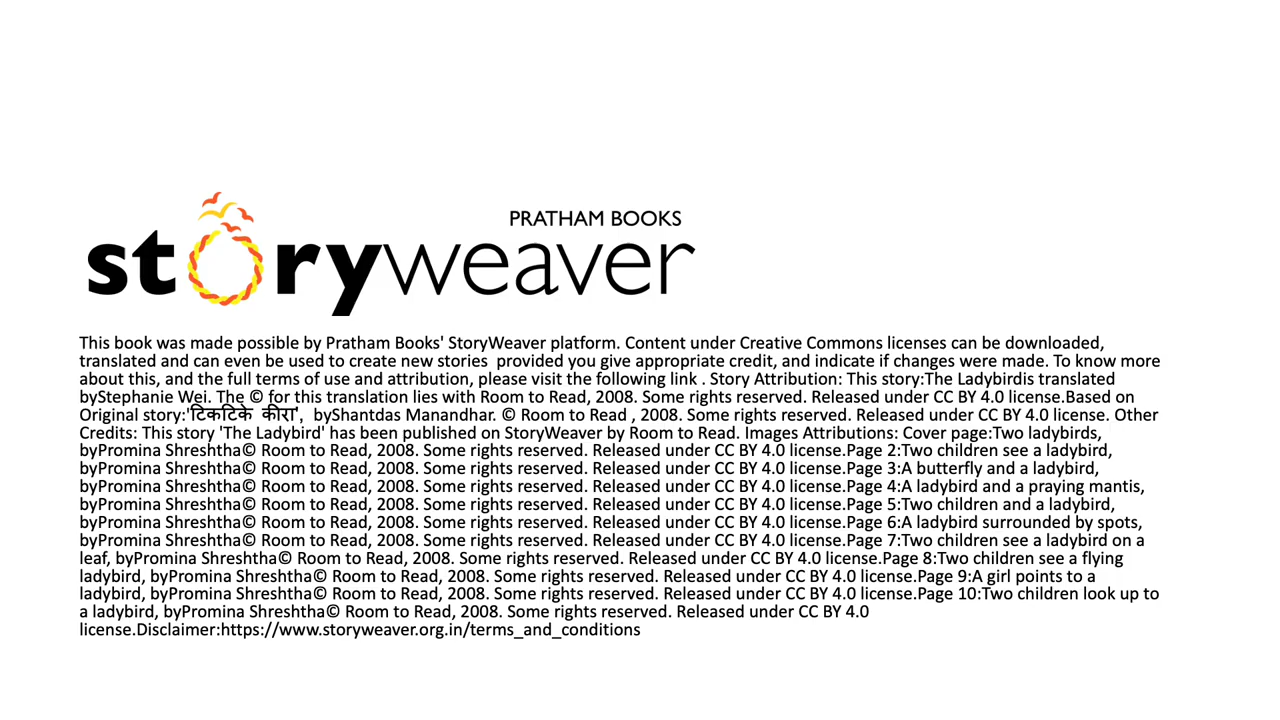 PRATHAM BOOKS
storyweaver
This book was made possible by Pratham Books' StoryWeaver platform. Content under Creative Commons licenses can be downloaded,
translated and can even be used to create new stories  provided you give appropriate credit, and indicate if changes were made. To know more
about this, and the full terms of use and attribution, please visit the following link . Story Attribution: This story:The Ladybirdis translated
byStephanie Wei. The © for this translation lies with Room to Read, 2008. Some rights reserved. Released under CC BY 4.0 license.Based on
Original story:'टिकटिके कीरा',  byShantdas Manandhar. © Room to Read , 2008. Some rights reserved. Released under CC BY 4.0 license. Other
Credits: This story 'The Ladybird' has been published on StoryWeaver by Room to Read. Images Attributions: Cover page:Two ladybirds,
byPromina Shreshtha© Room to Read, 2008. Some rights reserved. Released under CC BY 4.0 license.Page 2:Two children see a ladybird,
byPromina Shreshtha© Room to Read, 2008. Some rights reserved. Released under CC BY 4.0 license.Page 3:A butterfly and a ladybird,
byPromina Shreshtha© Room to Read, 2008. Some rights reserved. Released under CC BY 4.0 license.Page 4:A ladybird and a praying mantis,
byPromina Shreshtha© Room to Read, 2008. Some rights reserved. Released under CC BY 4.0 license.Page 5:Two children and a ladybird,
byPromina Shreshtha© Room to Read, 2008. Some rights reserved. Released under CC BY 4.0 license.Page 6:A ladybird surrounded by spots,
byPromina Shreshtha© Room to Read, 2008. Some rights reserved. Released under CC BY 4.0 license.Page 7:Two children see a ladybird on a
leaf, byPromina Shreshtha© Room to Read, 2008. Some rights reserved. Released under CC BY 4.0 license.Page 8:Two children see a flying
ladybird, byPromina Shreshtha© Room to Read, 2008. Some rights reserved. Released under CC BY 4.0 license.Page 9:A girl points to a
ladybird, byPromina Shreshtha© Room to Read, 2008. Some rights reserved. Released under CC BY 4.0 license.Page 10:Two children look up to
a ladybird, byPromina Shreshtha© Room to Read, 2008. Some rights reserved. Released under CC BY 4.0
license.Disclaimer:https://www.storyweaver.org.in/terms_and_conditions